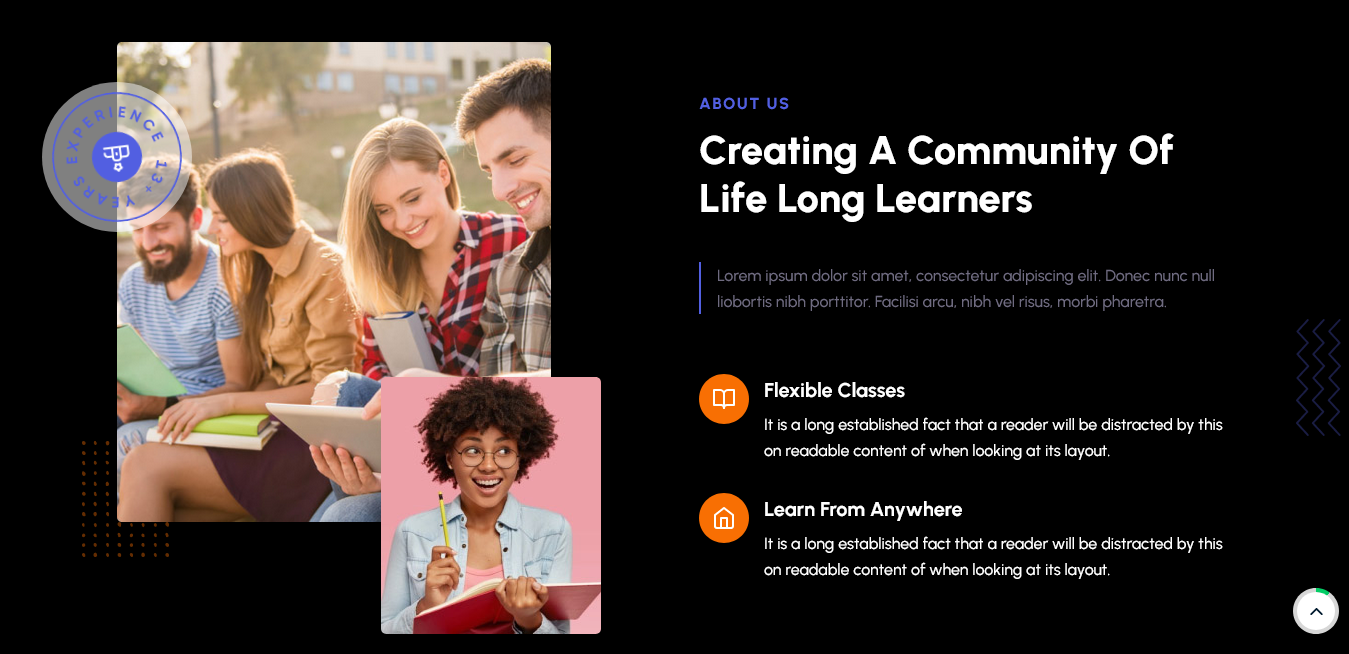 EXPERIENCE 13+ YEARS
ABOUT US
Creating A Community Of
Life Long Learners
Lorem ipsum dolor sit amet, consectetur adipiscing elit. Donec nunc null
liobortis nibh porttitor. Facilisi arcu, nibh vel risus, morbi pharetra.
Flexible Classes
It is a long established fact that a reader will be distracted by this
on readable content of when looking at its layout.
Learn From Anywhere
It is a long established fact that a reader will be distracted by this
on readable content of when looking at its layout.